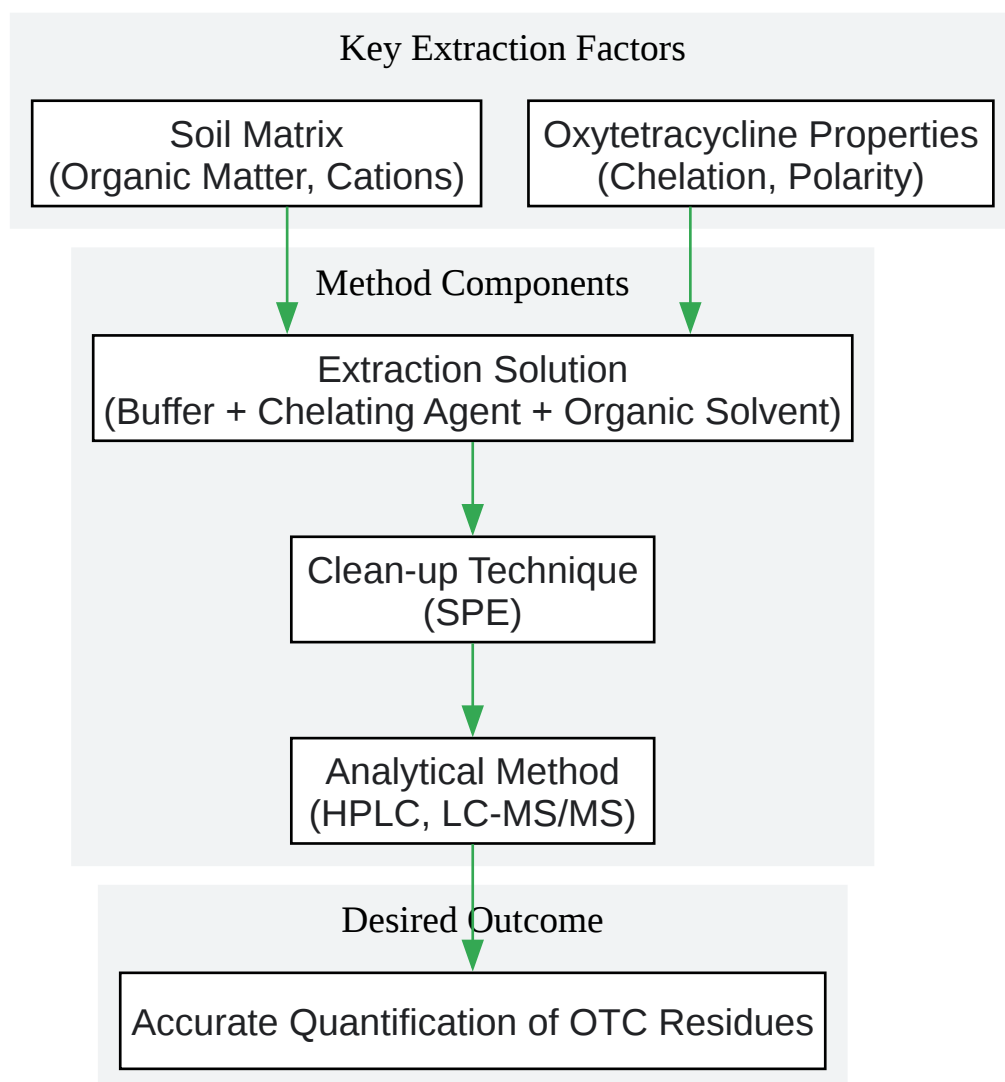 Key Extraction Factors
Soil Matrix
(Organic Matter, Cations)
Oxytetracycline Properties
(Chelation, Polarity)
Method Components
Extraction Solution
(Buffer + Chelating Agent + Organic Solvent)
Clean-up Technique
(SPE)
Analytical Method
(HPLC, LC-MS/MS)
Desired Outcome
Accurate Quantification of OTC Residues